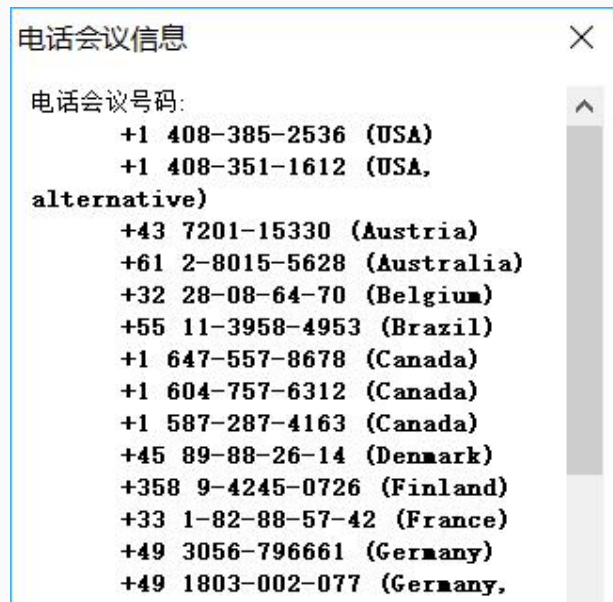 电话会议信息
电话会议号码:
+1 408-385-2536 (USA)
+1 408-351-1612 (USA,
alternative)
+43 7201-15330 (Austria)
+61 2-8015-5628 (Australia)
+32 28-08-64-70 (Belgium)
+55 11-3958-4953 (Brazil)
+1 647-557-8678 (Canada)
+1 604-757-6312 (Canada)
+1 587-287-4163 (Canada)
+45 89-88-26-14 (Denmark)
+358 9-4245-0726 (Finland)
+33 1-82-88-57-42 (France)
+49 3056-796661 (Germany)
+49 1803-002-077 (Germany,